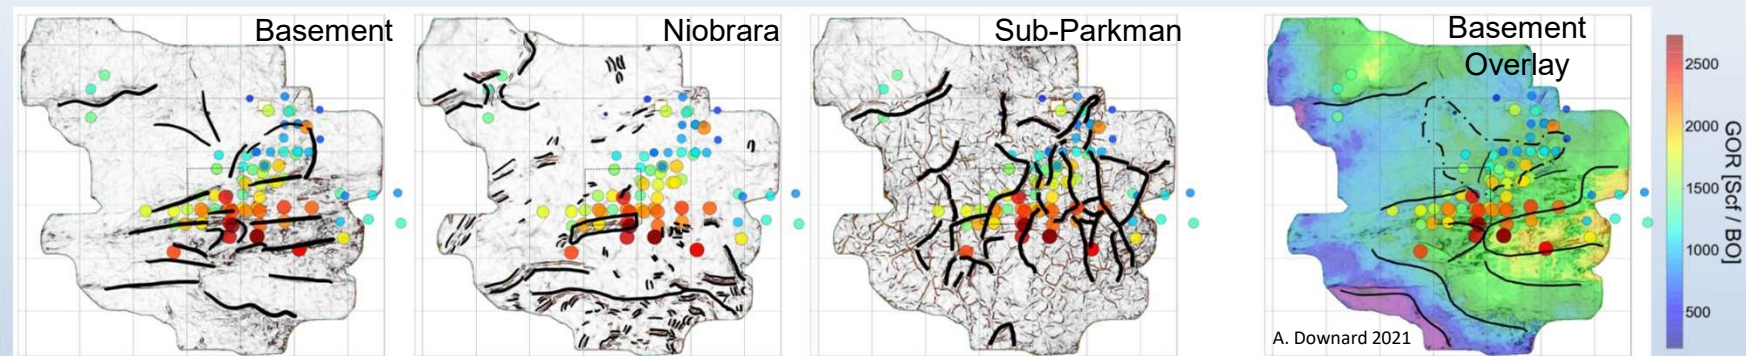 Basement
Niobrara
Sub-Parkman
Basement
Overlay
2500
2000
1500
1000
500
GOR [Scf / BO]
A. Downard 2021